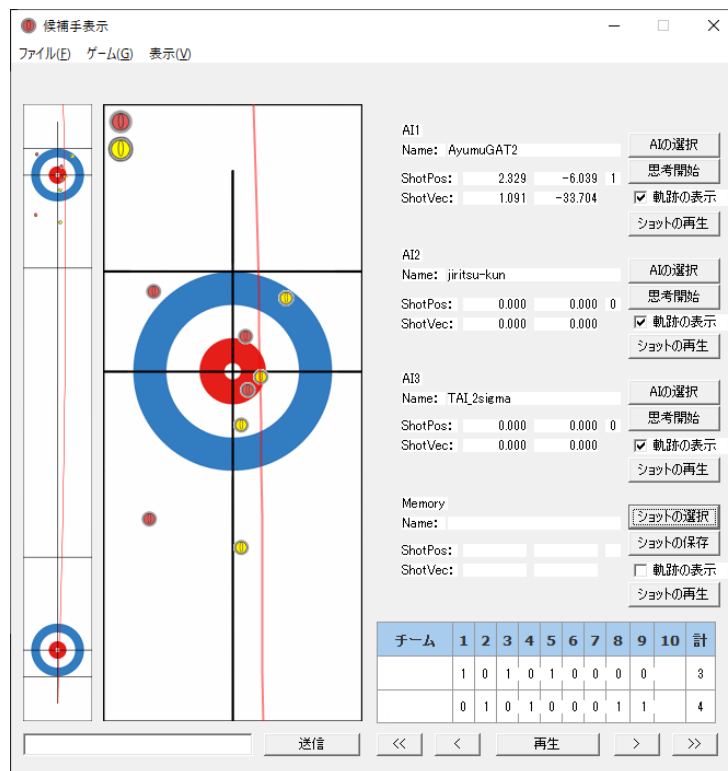 候補手表示
ファイル(F) ゲーム(G) 表示(V)
AI1
Name: AyumuGAT2
AIの選択
思考開始
ShotPos: 2.329 -6.039 1
ShotVec: 1.091 -33.704
軌跡の表示
ショットの再生
AI2
Name: jiritsu-kun
AIの選択
思考開始
ShotPos: 0.000 0.000 0
ShotVec: 0.000 0.000
軌跡の表示
ショットの再生
AI3
Name: TAI_2sigma
AIの選択
思考開始
ShotPos: 0.000 0.000 0
ShotVec: 0.000 0.000
軌跡の表示
ショットの再生
Memory
Name:
ショットの選択
ショットの保存
ShotPos:
ShotVec:
軌跡の表示
ショットの再生
チーム 1 2 3 4 5 6 7 8 9 10 計
1 0 1 0 1 0 0 0 0 3
0 1 0 1 0 0 0 1 1 4
送信 << < 再生 > >>